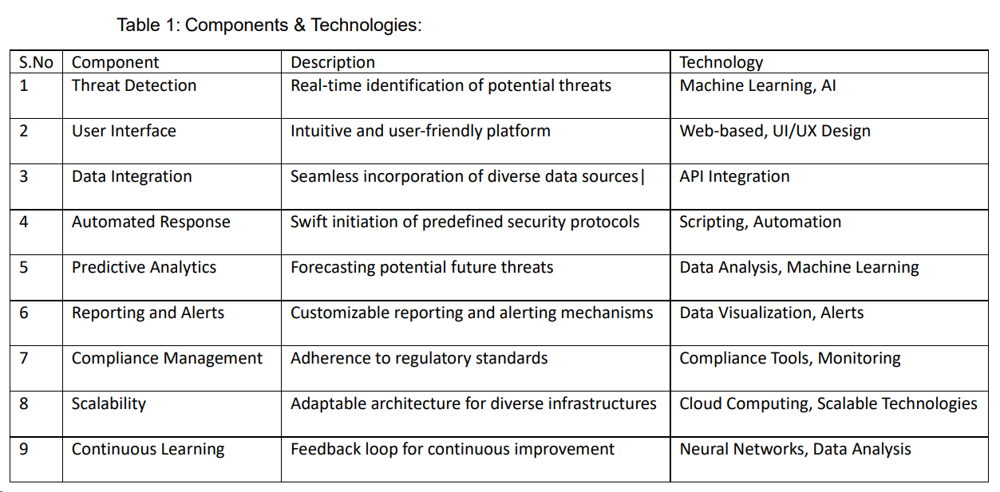 Table 1: Components & Technologies:
S.No Component Description Technology
1 Threat Detection Real-time identification of potential threats Machine Learning, AI
2 User Interface Intuitive and user-friendly platform Web-based, UI/UX Design
3 Data Integration Seamless incorporation of diverse data sources| API Integration
4 Automated Response Swift initiation of predefined security protocols Scripting, Automation
5 Predictive Analytics Forecasting potential future threats Data Analysis, Machine Learning
6 Reporting and Alerts Customizable reporting and alerting mechanisms Data Visualization, Alerts
7 Compliance Management Adherence to regulatory standards Compliance Tools, Monitoring
8 Scalability Adaptable architecture for diverse infrastructures Cloud Computing, Scalable Technologies
9 Continuous Learning Feedback loop for continuous improvement Neural Networks, Data Analysis